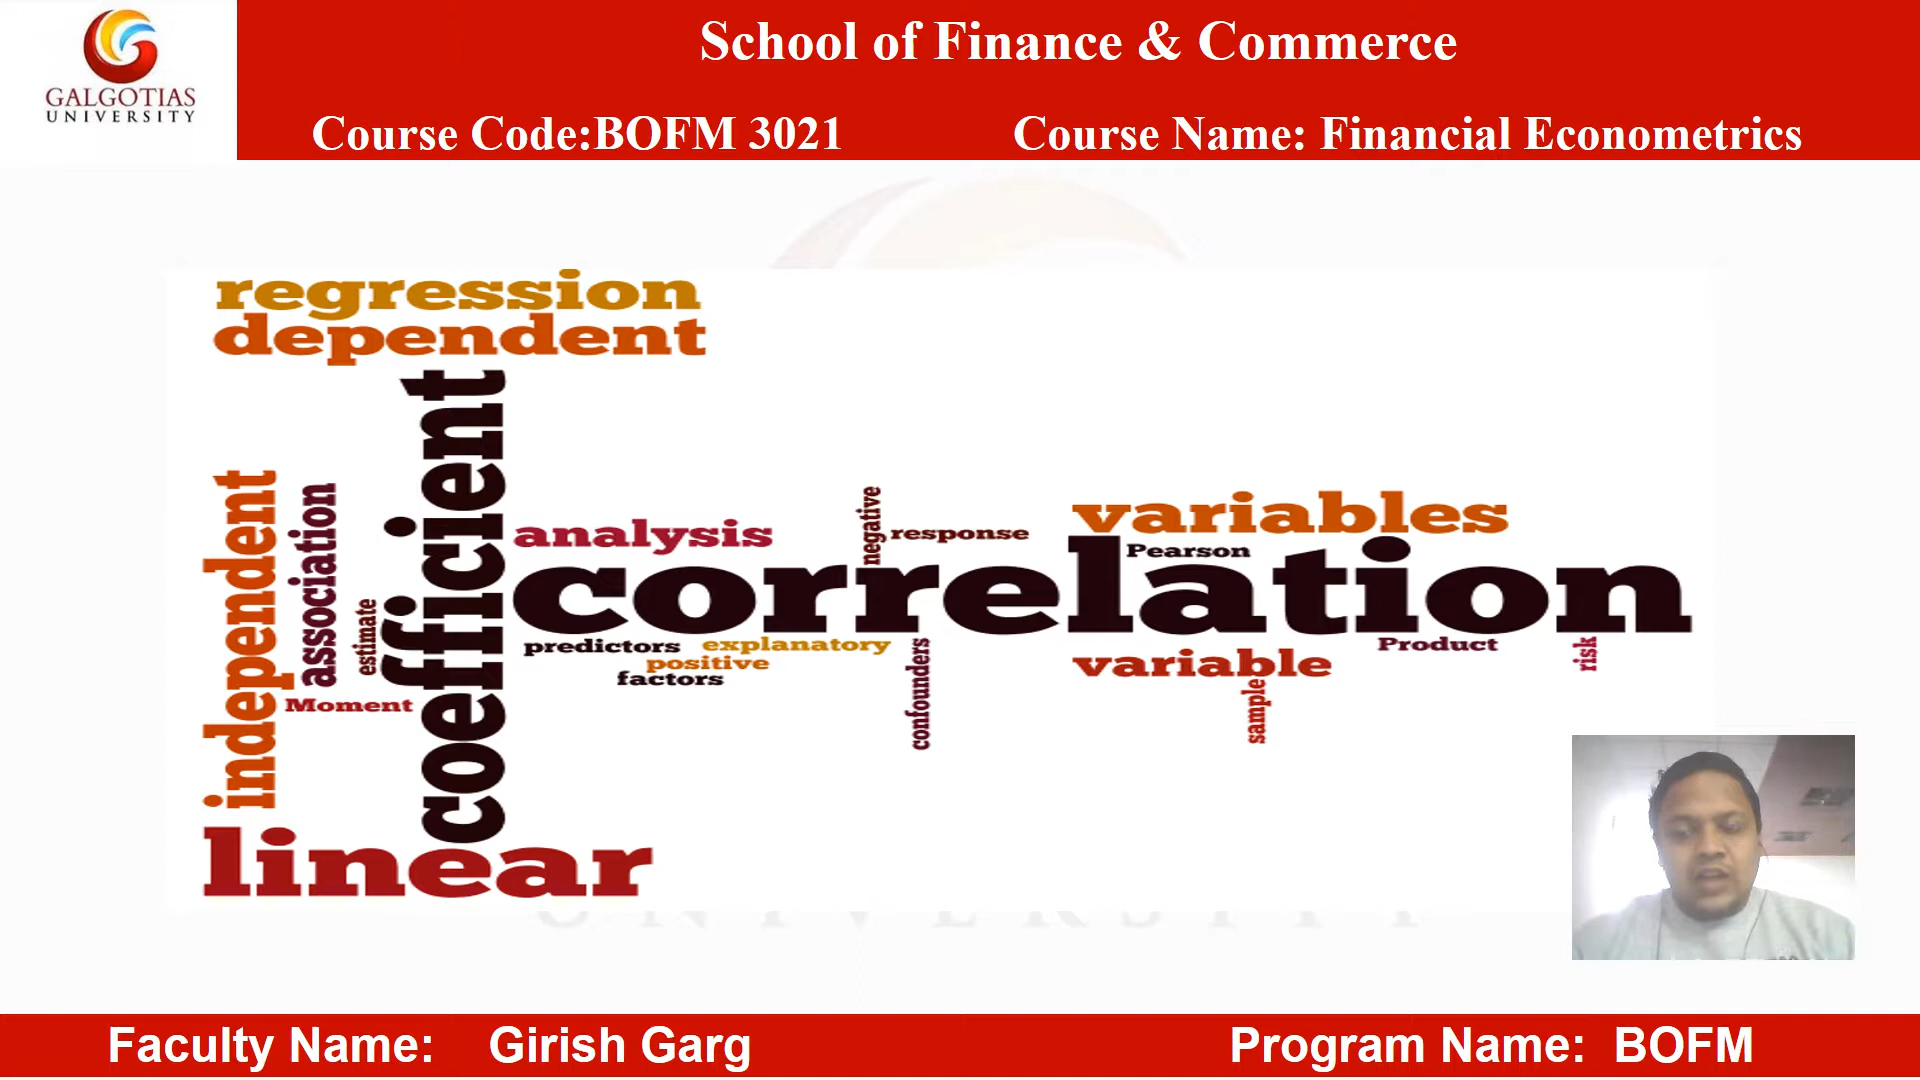 GALGOTIAS
UNIVERSITY
School of Finance & Commerce
Course Code:BOFM 3021
Course Name: Financial Econometrics
regression
dependent
coefficient
independent
association
estimate
Moment
linear
analysis
negative
response
variables
Pearson
correlation
predictors
explanatory
positive
factors
confounders
variable
sample
Product
risk
UNIVERSITY
Faculty Name: Girish Garg
Program Name: BOFM